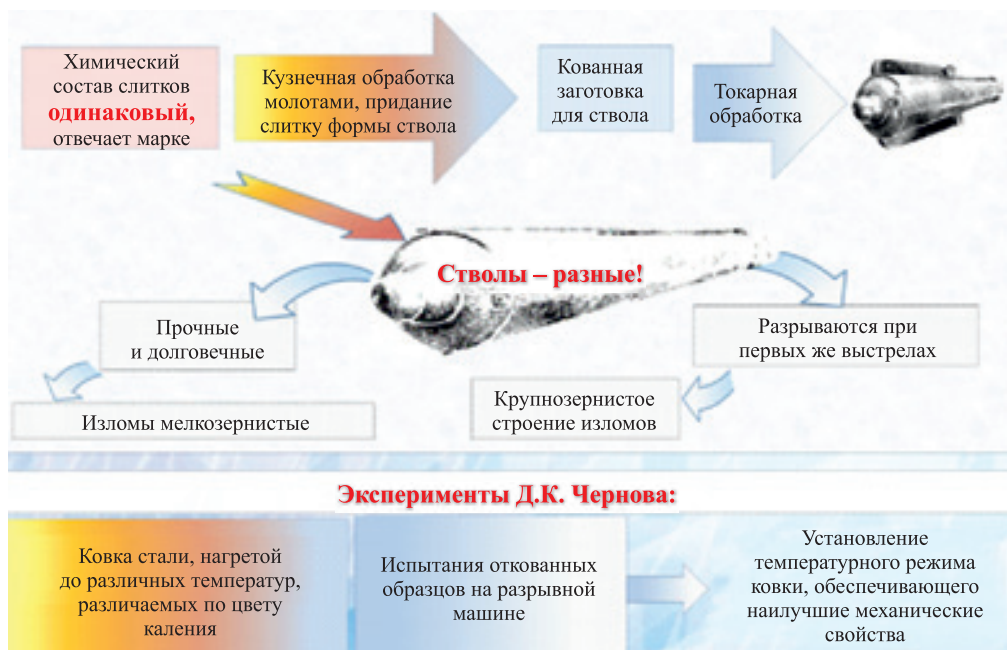 Химический
состав слитков
одинаковый,
отвечает марке
Кузнечная обработка
молотами, придание
слитку формы ствола
Кованная
заготовка
для ствола
Токарная
обработка
Стволы – разные!
Прочные
и долговечные
Разрываются при
первых же выстрелах
Изломы мелкозернистые
Крупнозернистое
строение изломов
Эксперименты Д.К. Чернова:
Ковка стали, нагретой
до различных температур,
различаемых по цвету
каления
Испытания откованных
образцов на разрывной
машине
Установление
температурного режима
ковки, обеспечивающего
наилучшие механические
свойства